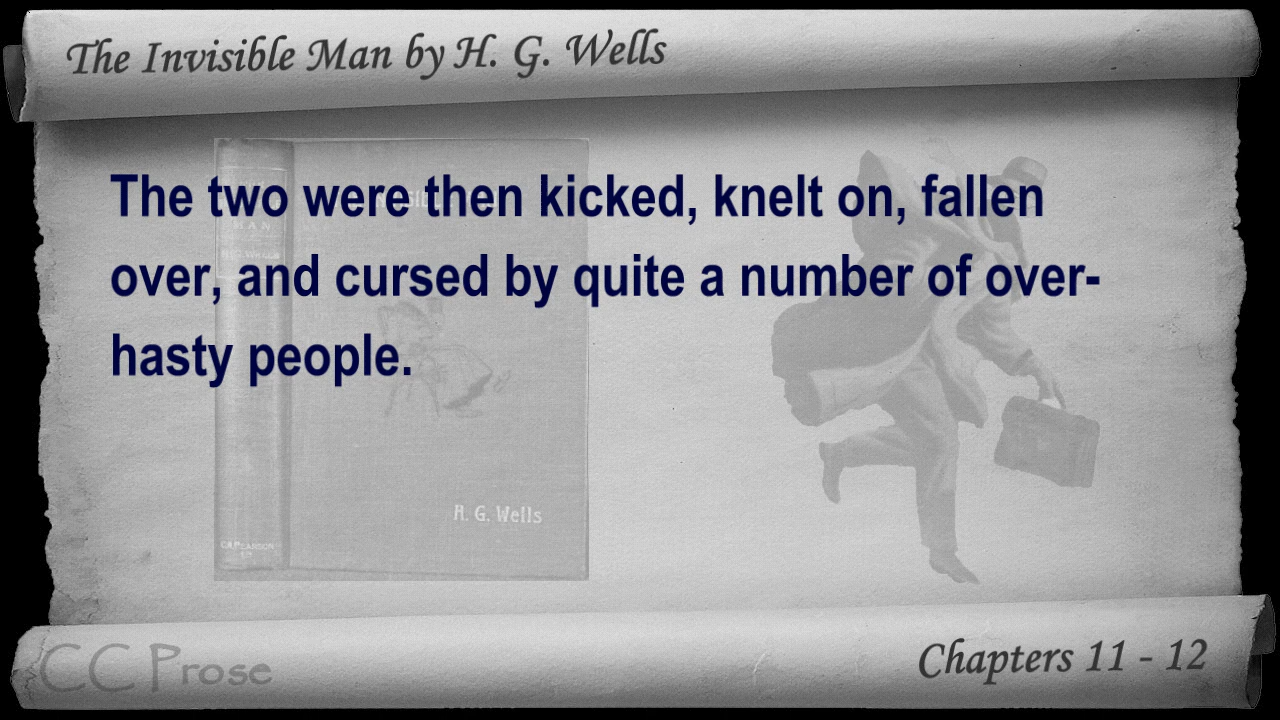 The Invisible Man by H. G. Wells
The two were then kicked, knelt on, fallen
over, and cursed by quite a number of over-
hasty people.
MAN
H. G. Wells
CC Prose
Chapters 11 - 12